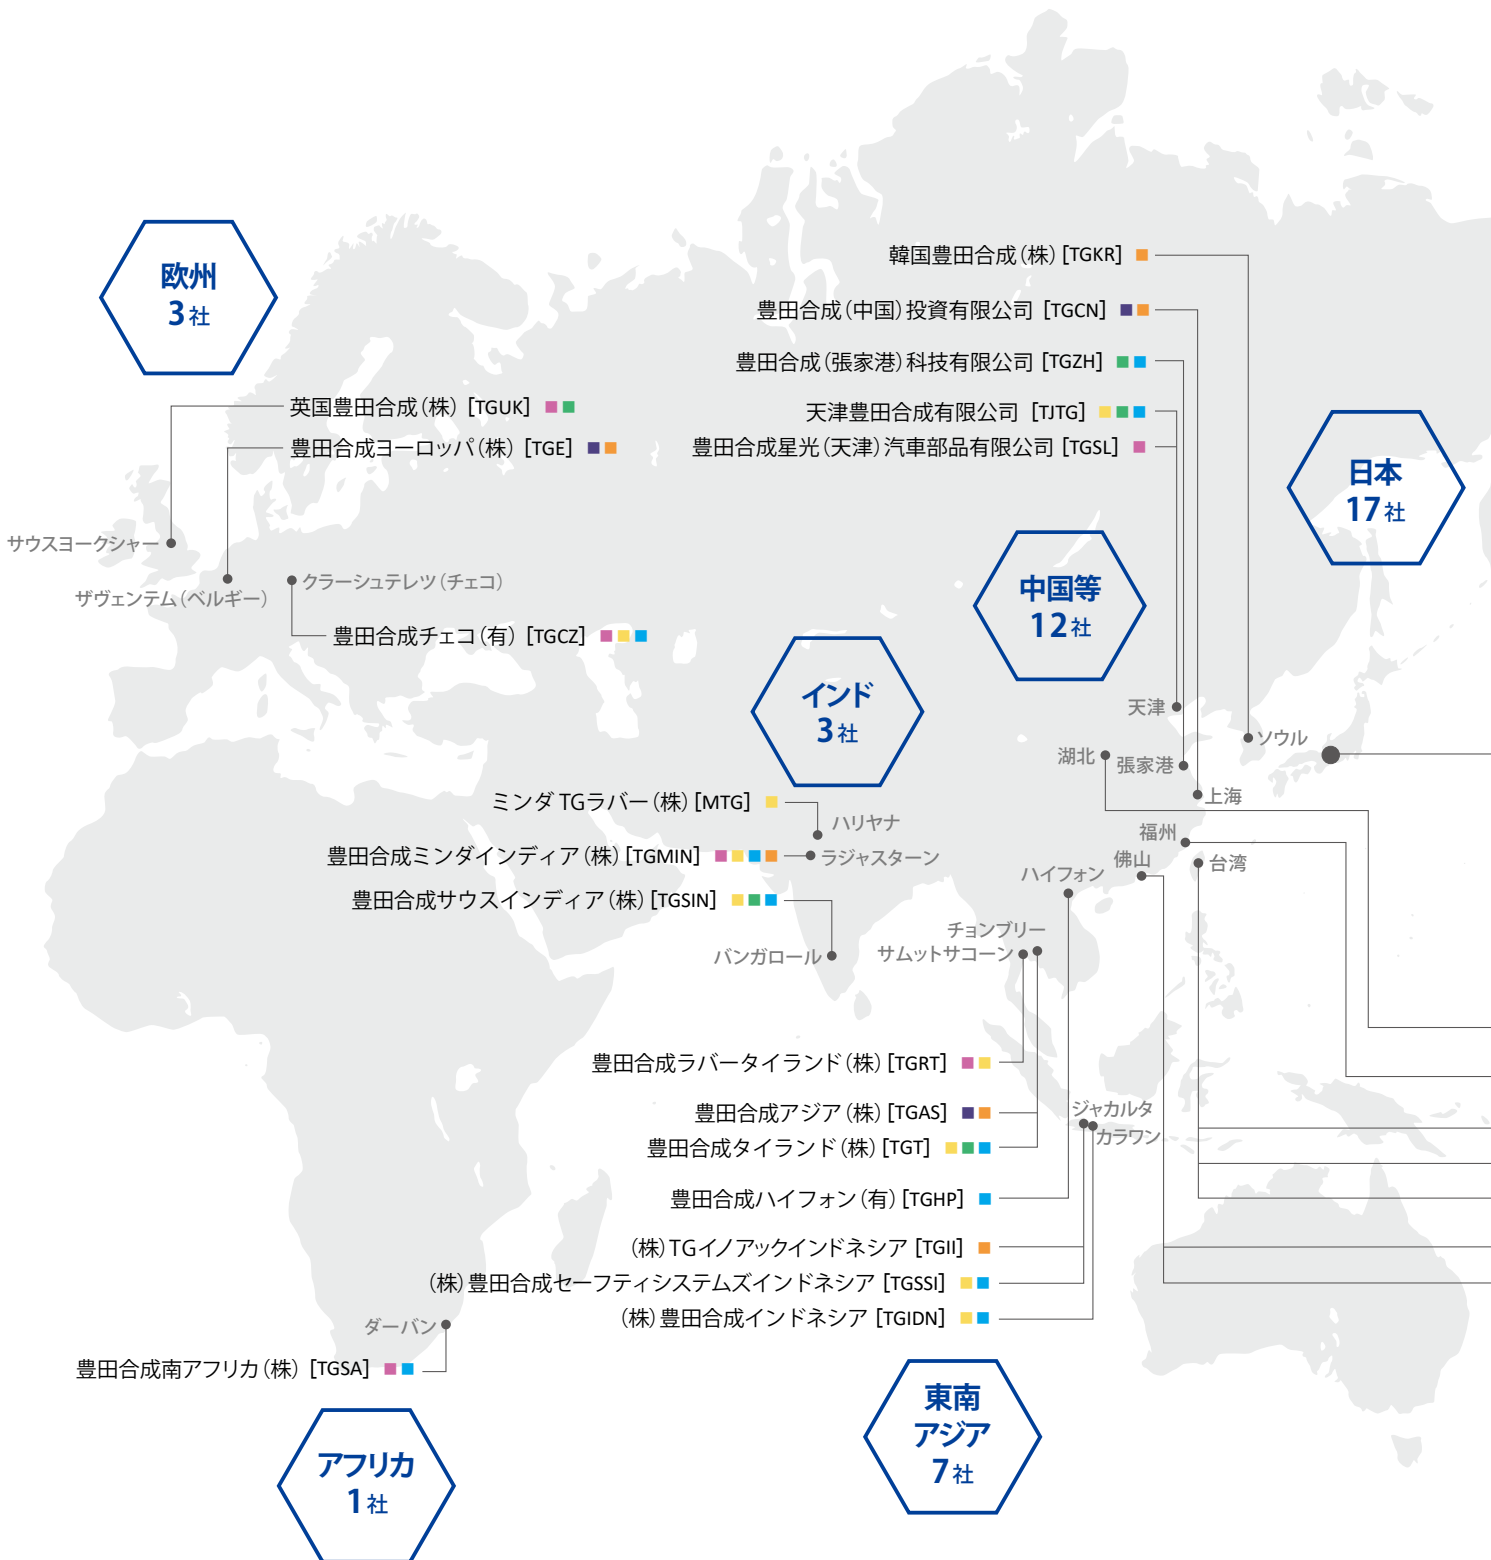 欧州
3社
韓国豊田合成(株) [TGKR]
豊田合成(中国)投資有限公司 [TGCN]
豊田合成(張家港)科技有限公司 [TGZH]
天津豊田合成有限公司 [TJTG]
豊田合成星光(天津)汽車部品有限公司 [TGSL]
英国豊田合成(株) [TGUK]
豊田合成ヨーロッパ(株) [TGE]
日本
17社
サウスヨークシャー
ザヴェンテム(ベルギー)
クラーシュテレツ(チェコ)
豊田合成チェコ(有) [TGCZ]
中国等
12社
インド
3社
天津
ソウル
湖北
張家港
上海
ミンダ TGラバー(株) [MTG]
ハリヤナ
豊田合成ミンダインディア(株) [TGMIN]
ラジャスターン
豊田合成サウスインディア(株) [TGSIN]
バンガロール
福州
佛山
台湾
ハイフォン
チョンブリー
サムットサコーン
豊田合成ラバータイランド(株) [TGRT]
豊田合成アジア(株) [TGAS]
豊田合成タイランド(株) [TGT]
ジャカルタ
カラワン
豊田合成ハイフォン(有) [TGHP]
(株)TGイノアックインドネシア [TGII]
(株)豊田合成セーフティシステムズインドネシア [TGSSI]
(株)豊田合成インドネシア [TGIDN]
ダーバン
豊田合成南アフリカ(株) [TGSA]
東南
アジア
7社
アフリカ
1社